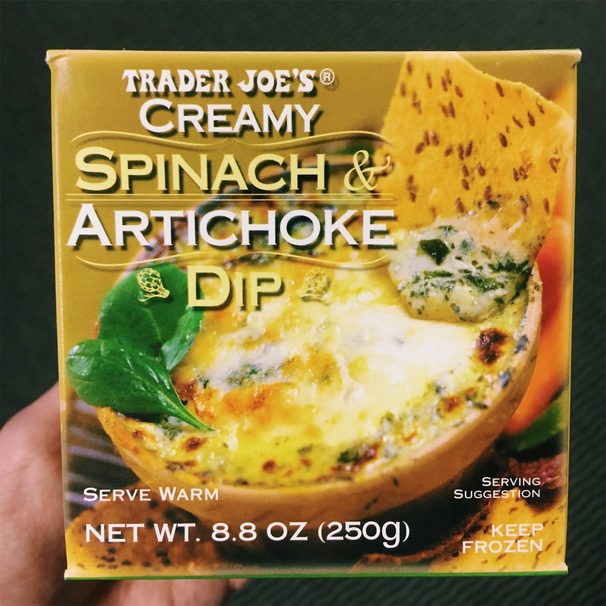 TRADER JOE'S®
CREAMY
SPINACH &
ARTICHOKE
DIP
SERVE WARM
SERVING
SUGGESTION
NET WT. 8.8 OZ (250g)
KEEP
FROZEN